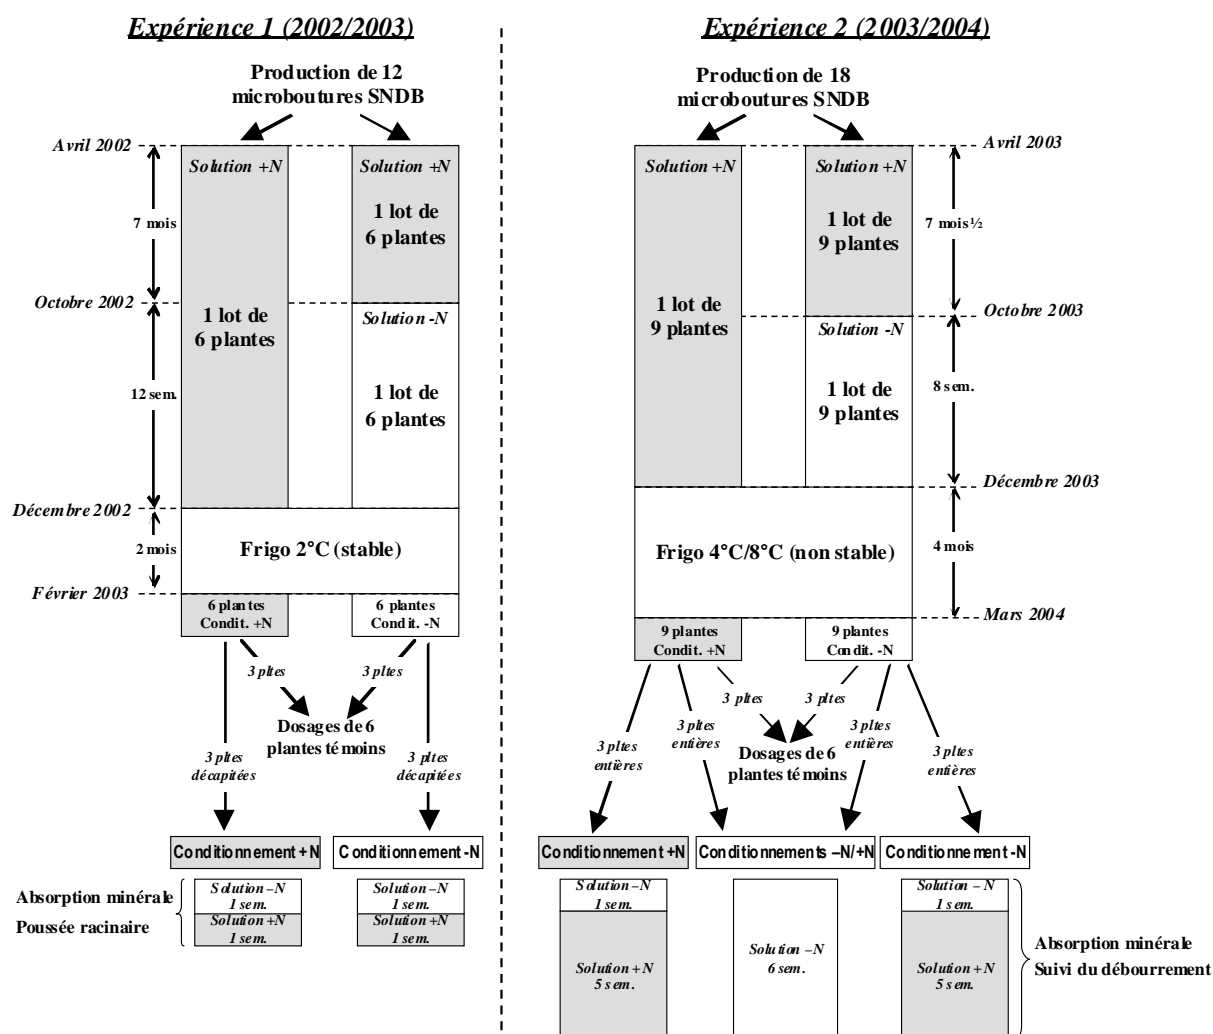 Expérience 1 (2002/2003)
Production de 12
microboutures SNDB
Avril 2002
Solution +N
Solution +N
1 lot de
6 plantes
7 mois
Octobre 2002
1 lot de
6 plantes
Solution -N
12 sem.
1 lot de
6 plantes
Décembre 2002
2 mois
Frigo 2°C (stable)
Février 2003
6 plantes
Condit. +N
6 plantes
Condit. -N
3 pltes
3 pltes
Dosages de 6
plantes témoins
3 pltes
décapitées
3 pltes
décapitées
Conditionnement +N
Conditionnement -N
Absorption minérale
Poussée racinaire
Solution –N
1 sem.
Solution +N
1 sem.
Solution –N
1 sem.
Solution +N
1 sem.
Expérience 2 (2003/2004)
Production de 18
microboutures SNDB
Avril 2003
Solution +N
Solution +N
1 lot de
9 plantes
7 mois ½
Octobre 2003
1 lot de
9 plantes
Solution -N
1 lot de
9 plantes
8 sem.
Décembre 2003
Frigo 4°C/8°C (non stable)
4 mois
Mars 2004
9 plantes
Condit. +N
9 plantes
Condit. -N
3 pltes
3 pltes
3 pltes
entières
3 pltes
entières
3 pltes
entières
3 pltes
entières
Dosages de 6
plantes témoins
Conditionnement +N
Conditionnements –N/+N
Conditionnement -N
Solution –N
1 sem.
Solution +N
5 sem.
Solution –N
6 sem.
Solution – N
1 sem.
Solution +N
5 sem.
Absorption minérale
Suivi du débourrement